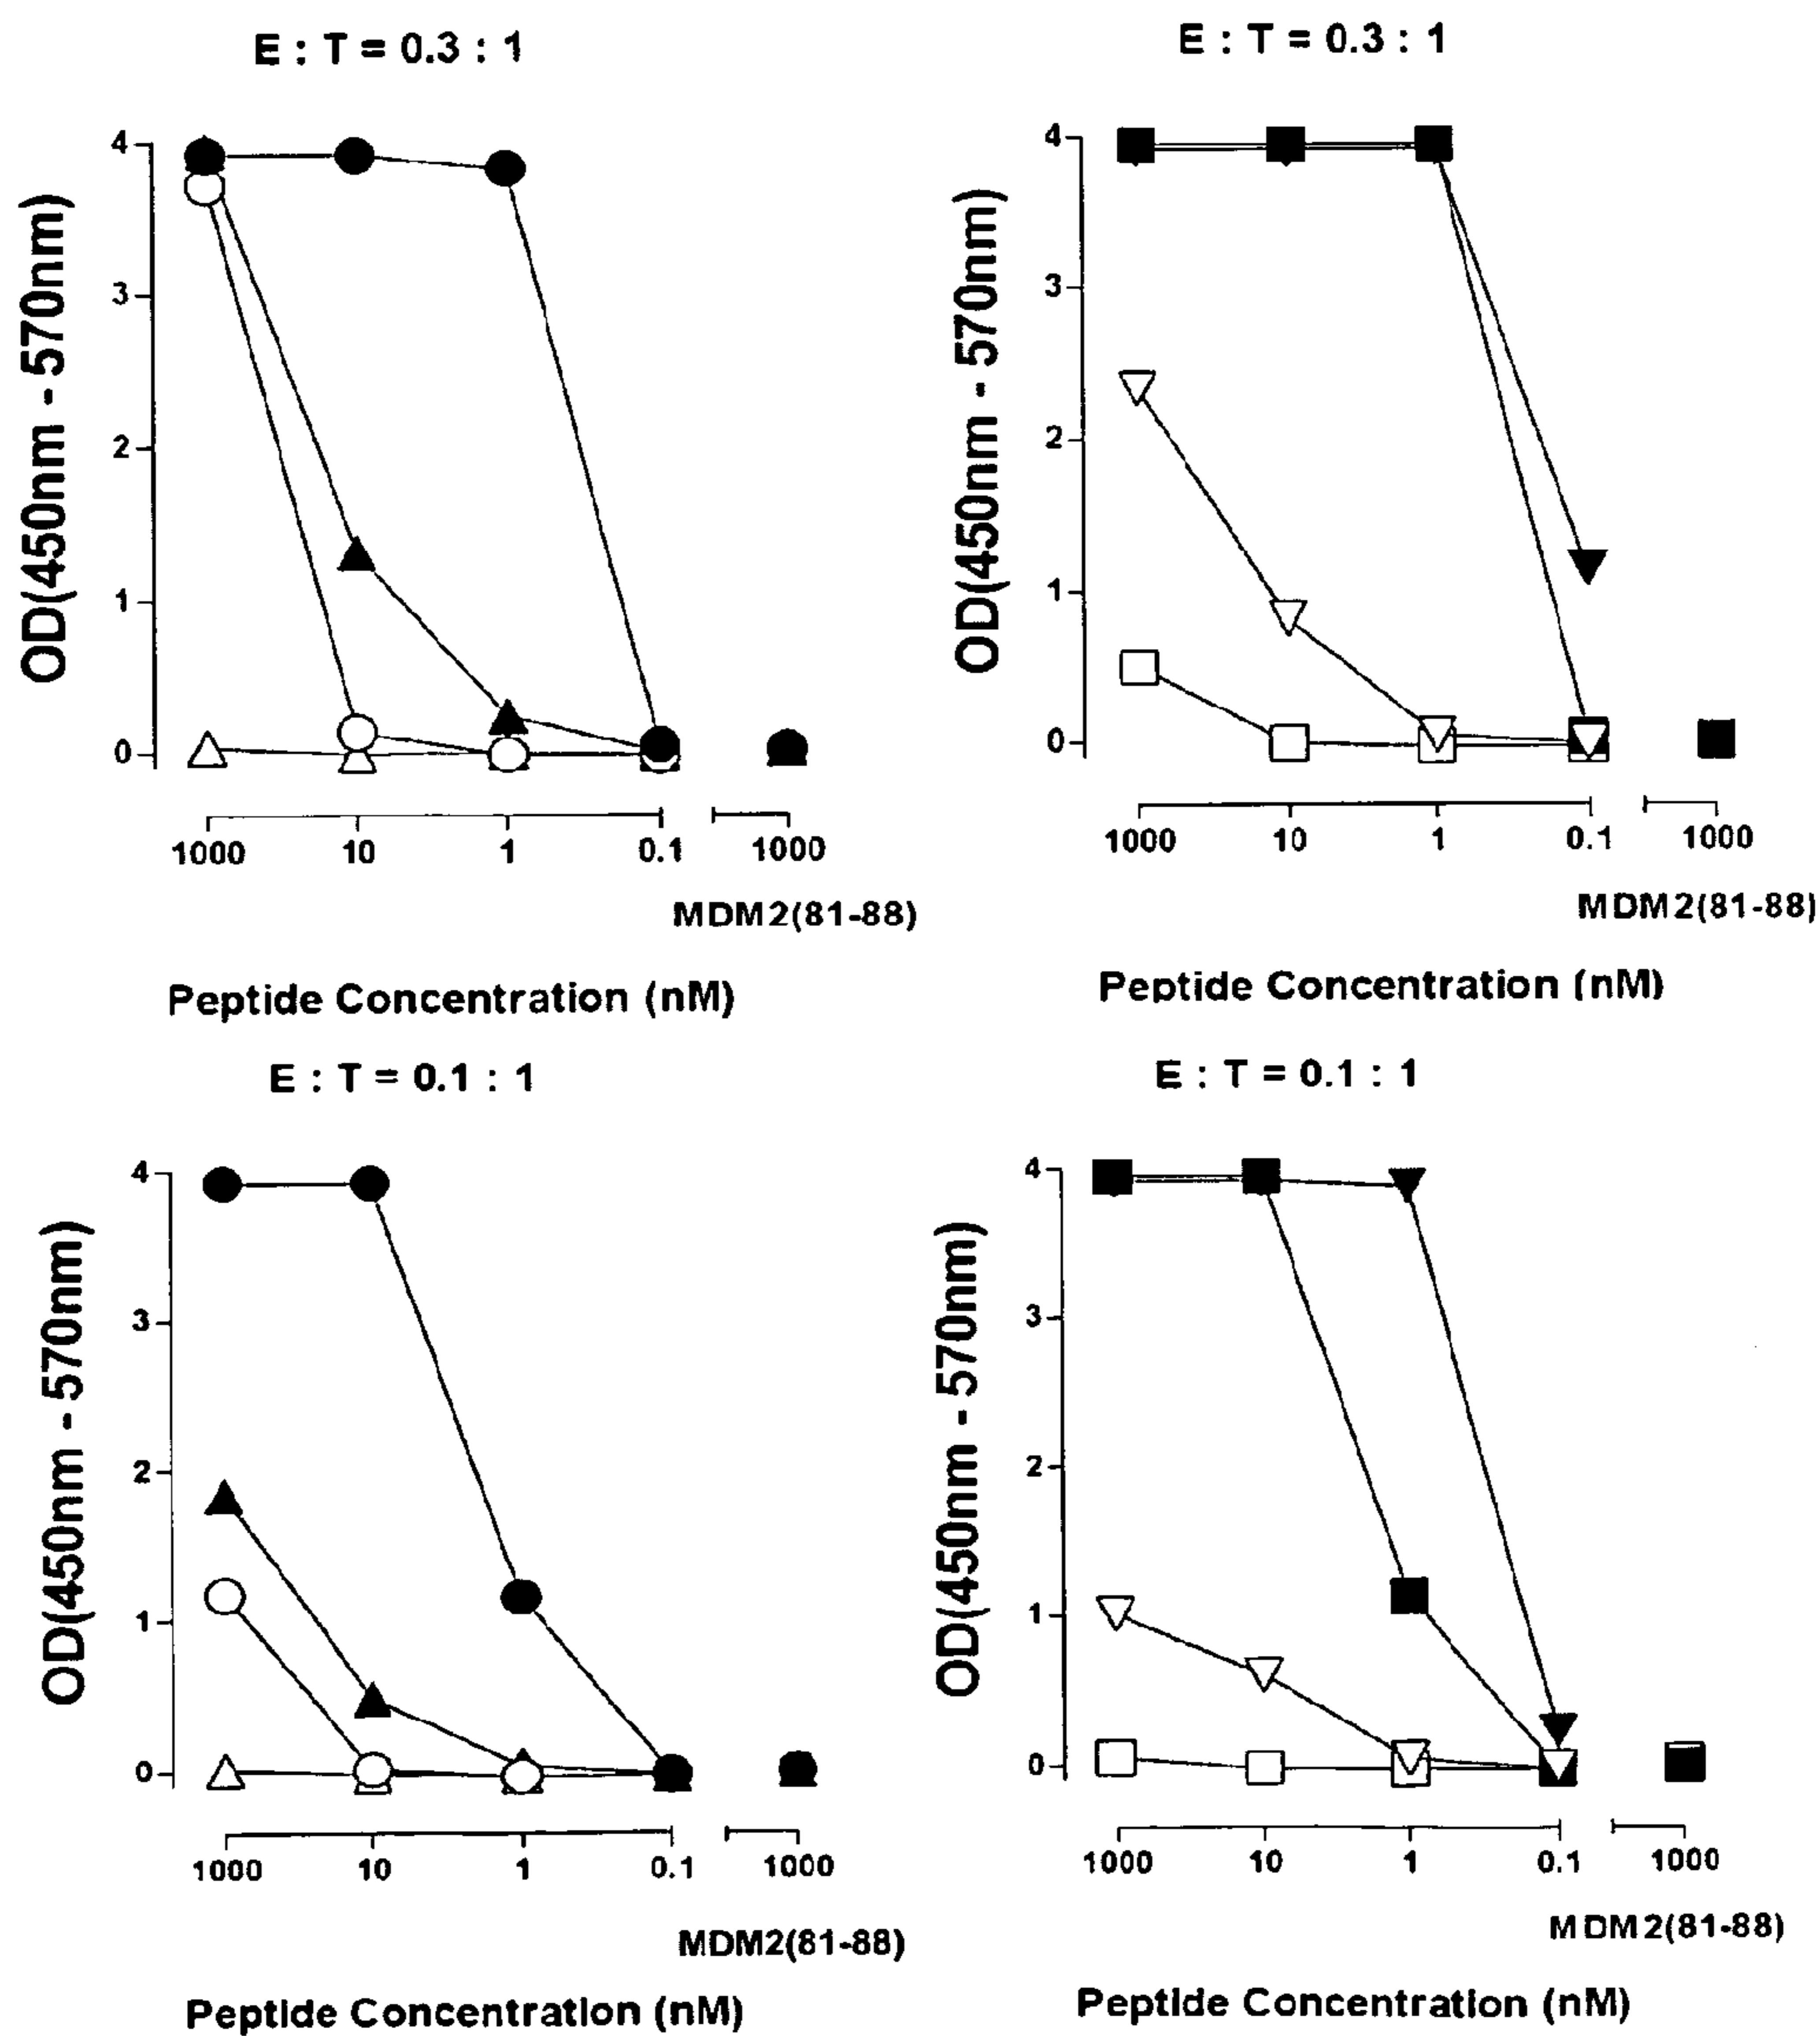 E : T = 0.3 : 1
OD(450nm - 570nm)
4
3
2
1
0
1000 10 1 0.1 1000
MDM2(81-88)
Peptide Concentration (nM)
E : T = 0.3 : 1
OD(450nm - 570nm)
4
3
2
1
0
1000 10 1 0.1 1000
MDM2(81-88)
Peptide Concentration (nM)
E : T = 0.1 : 1
OD(450nm - 570nm)
4
3
2
1
0
1000 10 1 0.1 1000
MDM2(81-88)
Peptide Concentration (nM)
E : T = 0.1 : 1
OD(450nm - 570nm)
4
3
2
1
0
1000 10 1 0.1 1000
MDM2(81-88)
Peptide Concentration (nM)